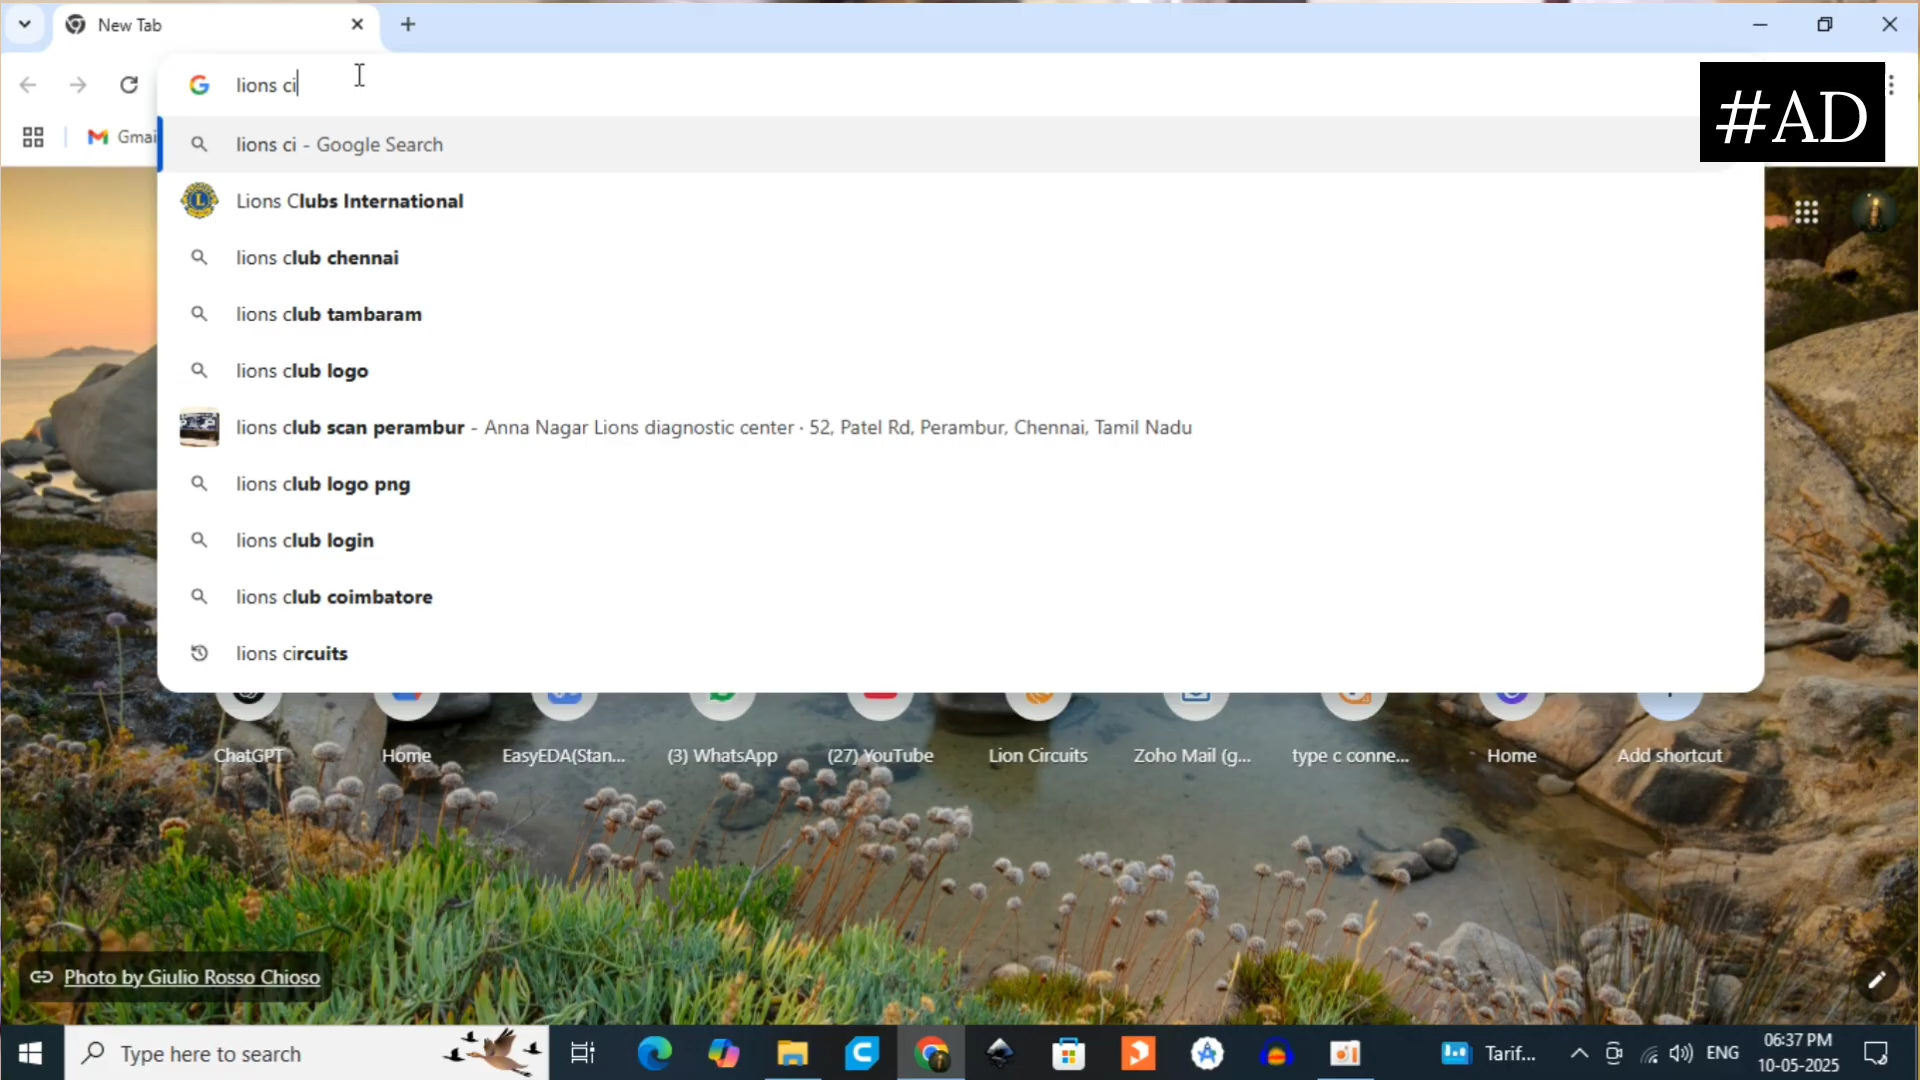 New Tab
lions ci
#AD
Gmai
lions ci - Google Search
Lions Clubs International
lions club chennai
lions club tambaram
lions club logo
lions club scan perambur - Anna Nagar Lions diagnostic center · 52, Patel Rd, Perambur, Chennai, Tamil Nadu
lions club logo png
lions club login
lions club coimbatore
lions circuits
ChatGPT
Home
EasyEDA(Stan...
(3) WhatsApp
(27) YouTube
Lion Circuits
Zoho Mail (g...
type c conne...
Home
Add shortcut
Photo by Giulio Rosso Chioso
Type here to search
Tarif...
ENG
06:37 PM
10-05-2025